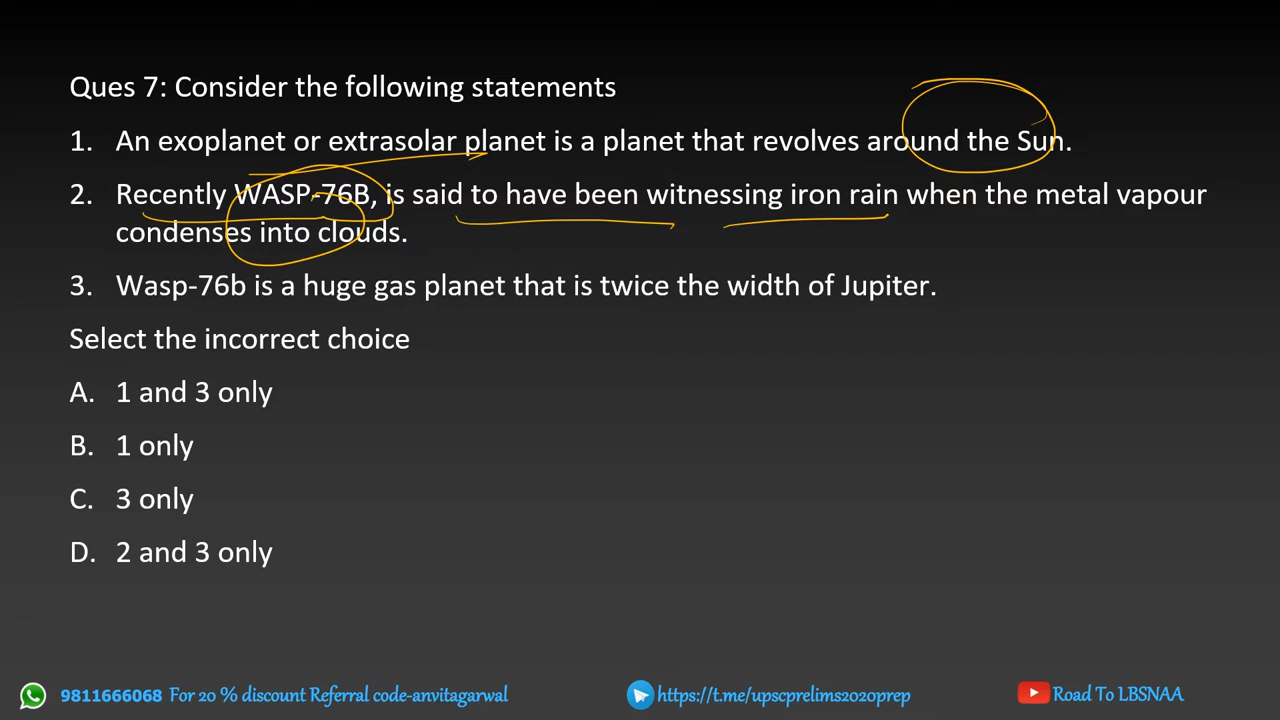 Ques 7: Consider the following statements
1. An exoplanet or extrasolar planet is a planet that revolves around the Sun.
2. Recently WASP-76B, is said to have been witnessing iron rain when the metal vapour
condenses into clouds.
3. Wasp-76b is a huge gas planet that is twice the width of Jupiter.
Select the incorrect choice
A. 1 and 3 only
B. 1 only
C. 3 only
D. 2 and 3 only
9811666068 For 20 % discount Referral code-anvitagarwal https://t.me/upscprelims2020prep Road To LBSNAA